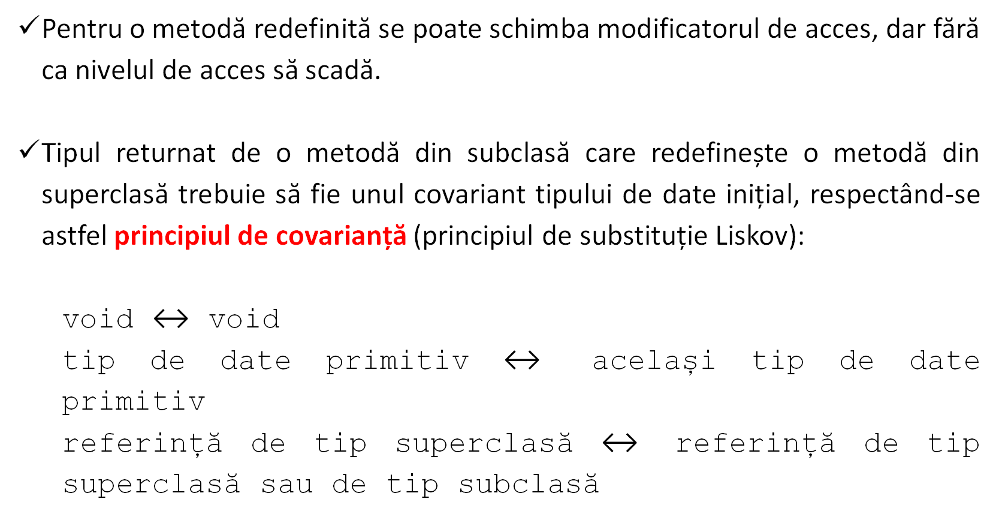 ✓Pentru o metodă redefinită se poate schimba modificatorul de acces, dar fără
ca nivelul de acces să scadă.
✓Tipul returnat de o metodă din subclasă care redefinește o metodă din
superclasă trebuie să fie unul covariant tipului de date inițial, respectând-se
astfel principiul de covarianță (principiul de substituție Liskov):
void ↔ void
tip de date primitiv ↔ același tip de date
primitiv
referință de tip superclasă ↔ referință de tip
superclasă sau de tip subclasă